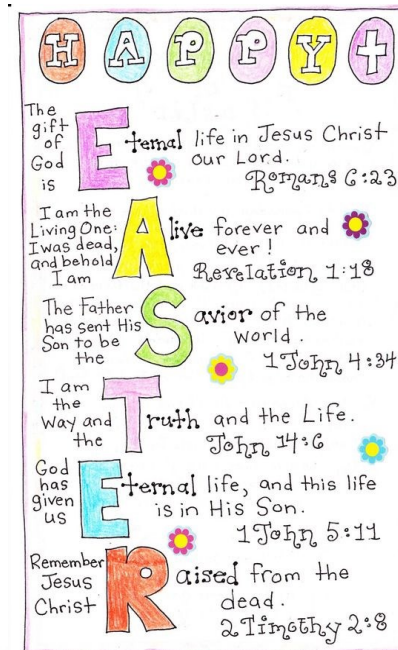 HAPPY
The gift of God is Eternal life in Jesus Christ
our Lord.
Romans 6:23
I am the Living One: I was dead, and behold I am Alive forever and
ever!
Revelation 1:18
The Father has sent His Son to be the Savior of the
world.
1 John 4:34
I am the Way and the Truth and the Life.
John 14:6
God has given us Eternal life, and this life
is in His Son.
1 John 5:11
Remember Jesus Christ Raised from the
dead.
2 Timothy 2:8